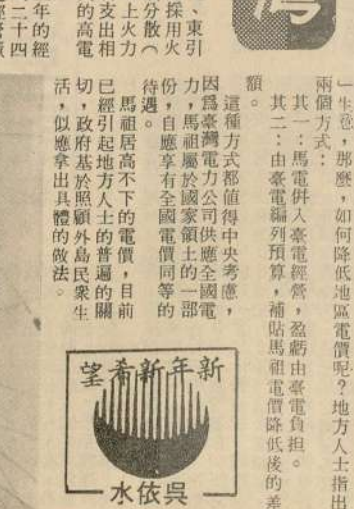 灣
那麼,如何降低地區電價呢?地方人士指出
兩個方式:
其一:馬電併入臺電經營,盈虧由臺電負担。
其二:由臺電編列預算,補貼馬祖電價降低後的差
額。
這種方式都值得中央考慮,
因爲臺灣電力公司供應全國電
力,馬祖屬於國家領土的一部
份,自應享有全國電價同等的
待遇。
馬祖居高不下的電價,目前
已經引起地方人士的普遍的關
切,政府基於照顧外島民衆生
活,似應拿出具體的做法。
、東引
採用火
分散(
上火力
支出相
的高電
年的經
二十四
經營
新年新希望
吳依水